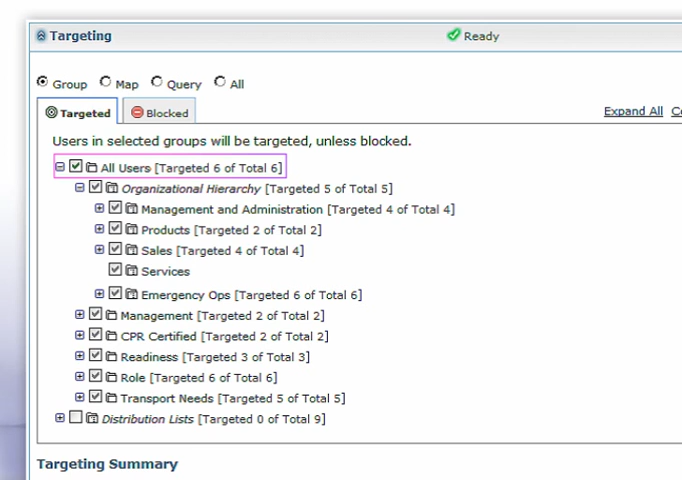 Targeting Ready
Group Map Query All
Targeted Blocked Expand All
Users in selected groups will be targeted, unless blocked.
All Users [Targeted 6 of Total 6]
Organizational Hierarchy [Targeted 5 of Total 5]
Management and Administration [Targeted 4 of Total 4]
Products [Targeted 2 of Total 2]
Sales [Targeted 4 of Total 4]
Services
Emergency Ops [Targeted 6 of Total 6]
Management [Targeted 2 of Total 2]
CPR Certified [Targeted 2 of Total 2]
Readiness [Targeted 3 of Total 3]
Role [Targeted 6 of Total 6]
Transport Needs [Targeted 5 of Total 5]
Distribution Lists [Targeted 0 of Total 9]
Targeting Summary